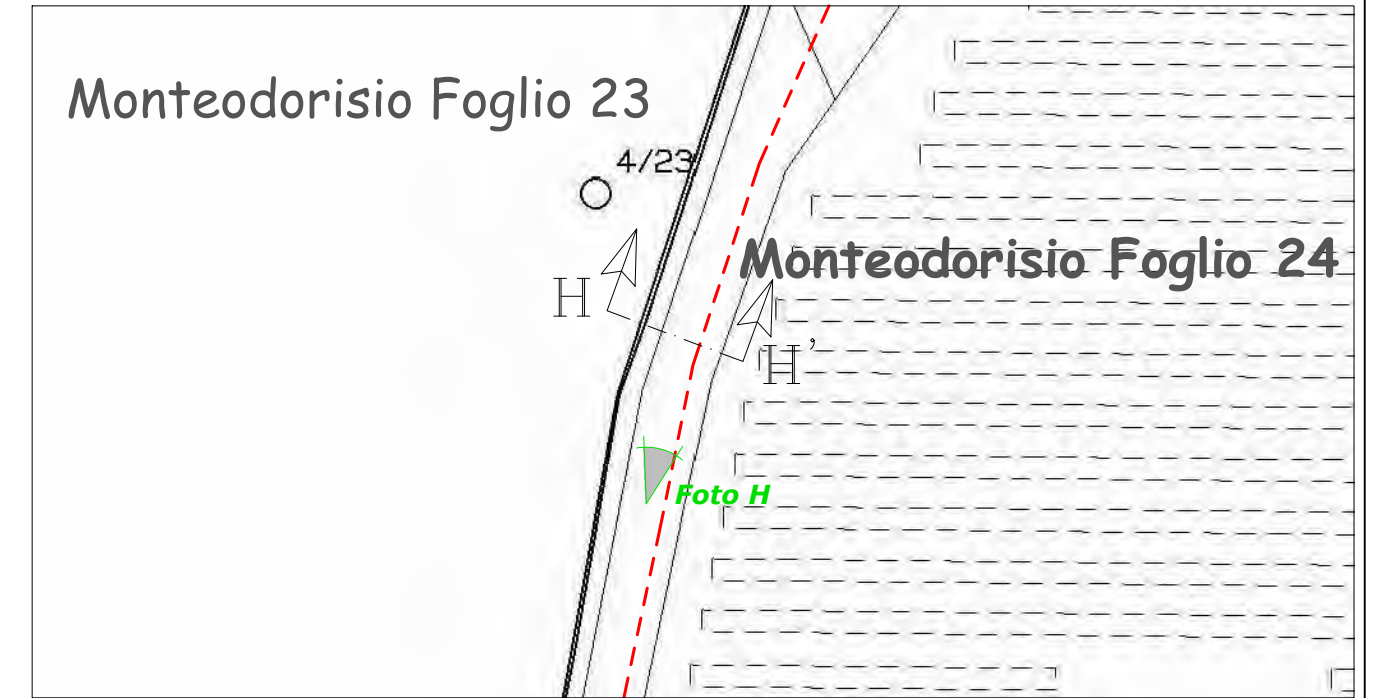 Monteodorisio Foglio 23
4/23
Monteodorisio Foglio 24
H
H'
Foto H